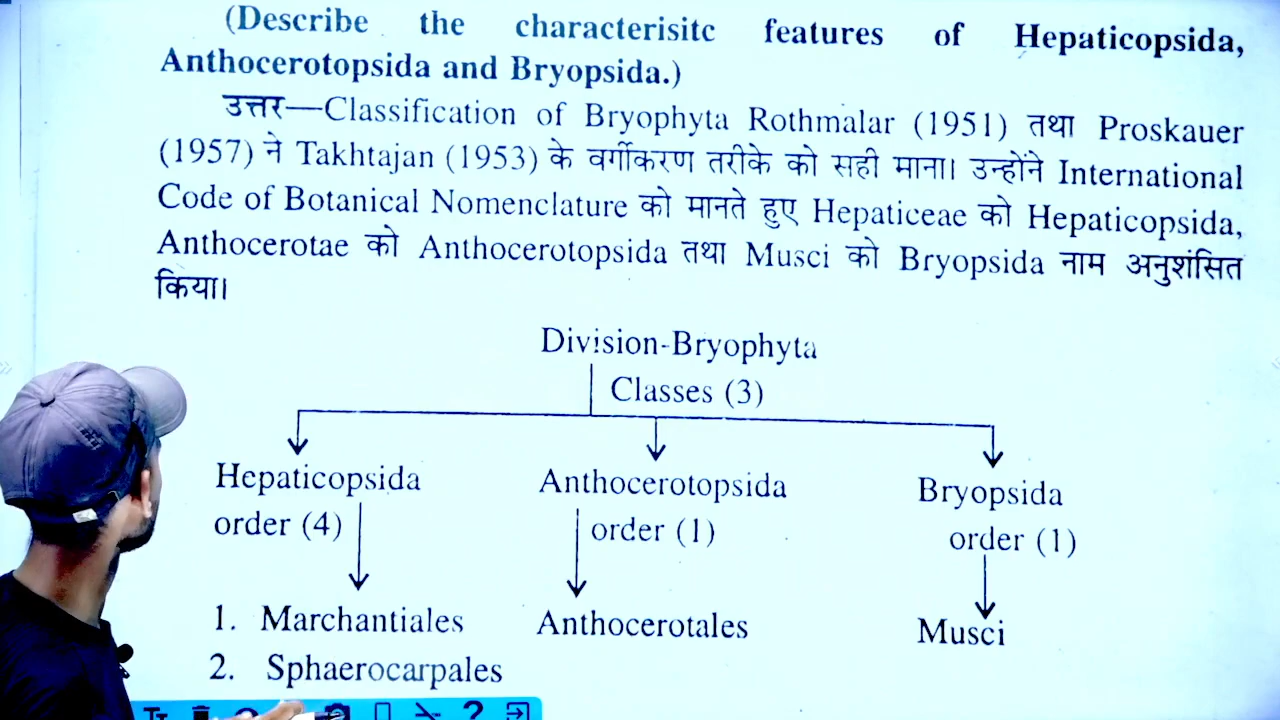 (Describe the characterisitc features of Hepaticopsida,
Anthocerotopsida and Bryopsida.)
उत्तर—Classification of Bryophyta Rothmalar (1951) तथा Proskauer
(1957) ने Takhtajan (1953) के वर्गीकरण तरीके को सही माना। उन्होंने International
Code of Botanical Nomenclature को मानते हुए Hepaticeae को Hepaticopsida,
Anthocerotae को Anthocerotopsida तथा Musci को Bryopsida नाम अनुशंसित
किया।
Division-Bryophyta
Classes (3)
Hepaticopsida Anthocerotopsida Bryopsida
order (4) order (1) order (1)
1. Marchantiales Anthocerotales Musci
2. Sphaerocarpales